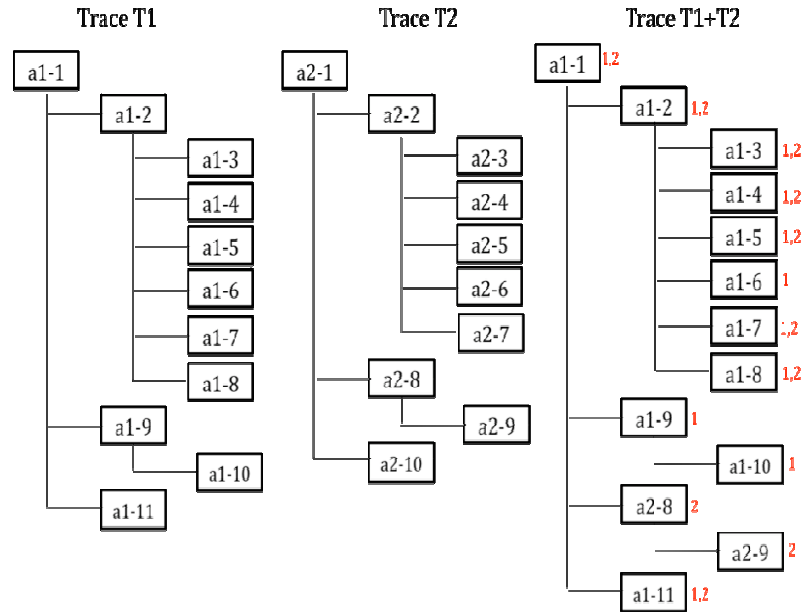 Trace T1
a1-1
a1-2
a1-3
a1-4
a1-5
a1-6
a1-7
a1-8
a1-9
a1-10
a1-11
Trace T2
a2-1
a2-2
a2-3
a2-4
a2-5
a2-6
a2-7
a2-8
a2-9
a2-10
Trace T1+T2
a1-1 1,2
a1-2 1,2
a1-3 1,2
a1-4 1,2
a1-5 1,2
a1-6 1
a1-7 1,2
a1-8 1,2
a1-9 1
a1-10 1
a2-8 2
a2-9 2
a1-11 1,2